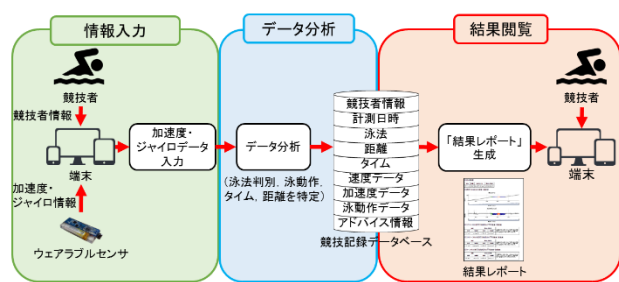 情報入力
データ分析
結果閲覧
競技者
競技者情報
端末
加速度・
ジャイロ情報
ウェアラブルセンサ
加速度・
ジャイロデータ
入力
データ分析
(泳法判別，泳動作，
タイム，距離を特定)
競技者情報
計測日時
泳法
距離
タイム
速度データ
加速度データ
泳動作データ
アドバイス情報
競技記録データベース
「結果レポート」
生成
結果レポート
競技者
端末